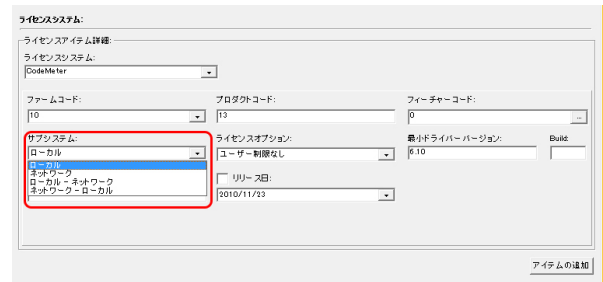 ライセンスシステム:
ライセンスアイテム詳細:
ライセンスシステム:
CodeMeter
ファームコード: プロダクトコード: フィーチャーコード:
10 13 0 ...
サブシステム: ライセンスオプション: 最小ドライバーバージョン: Build:
ローカル ユーザー制限なし 6.10
ローカル
ネットワーク
ローカル - ネットワーク
ネットワーク - ローカル
リリース日:
2010/11/23
アイテムの追加